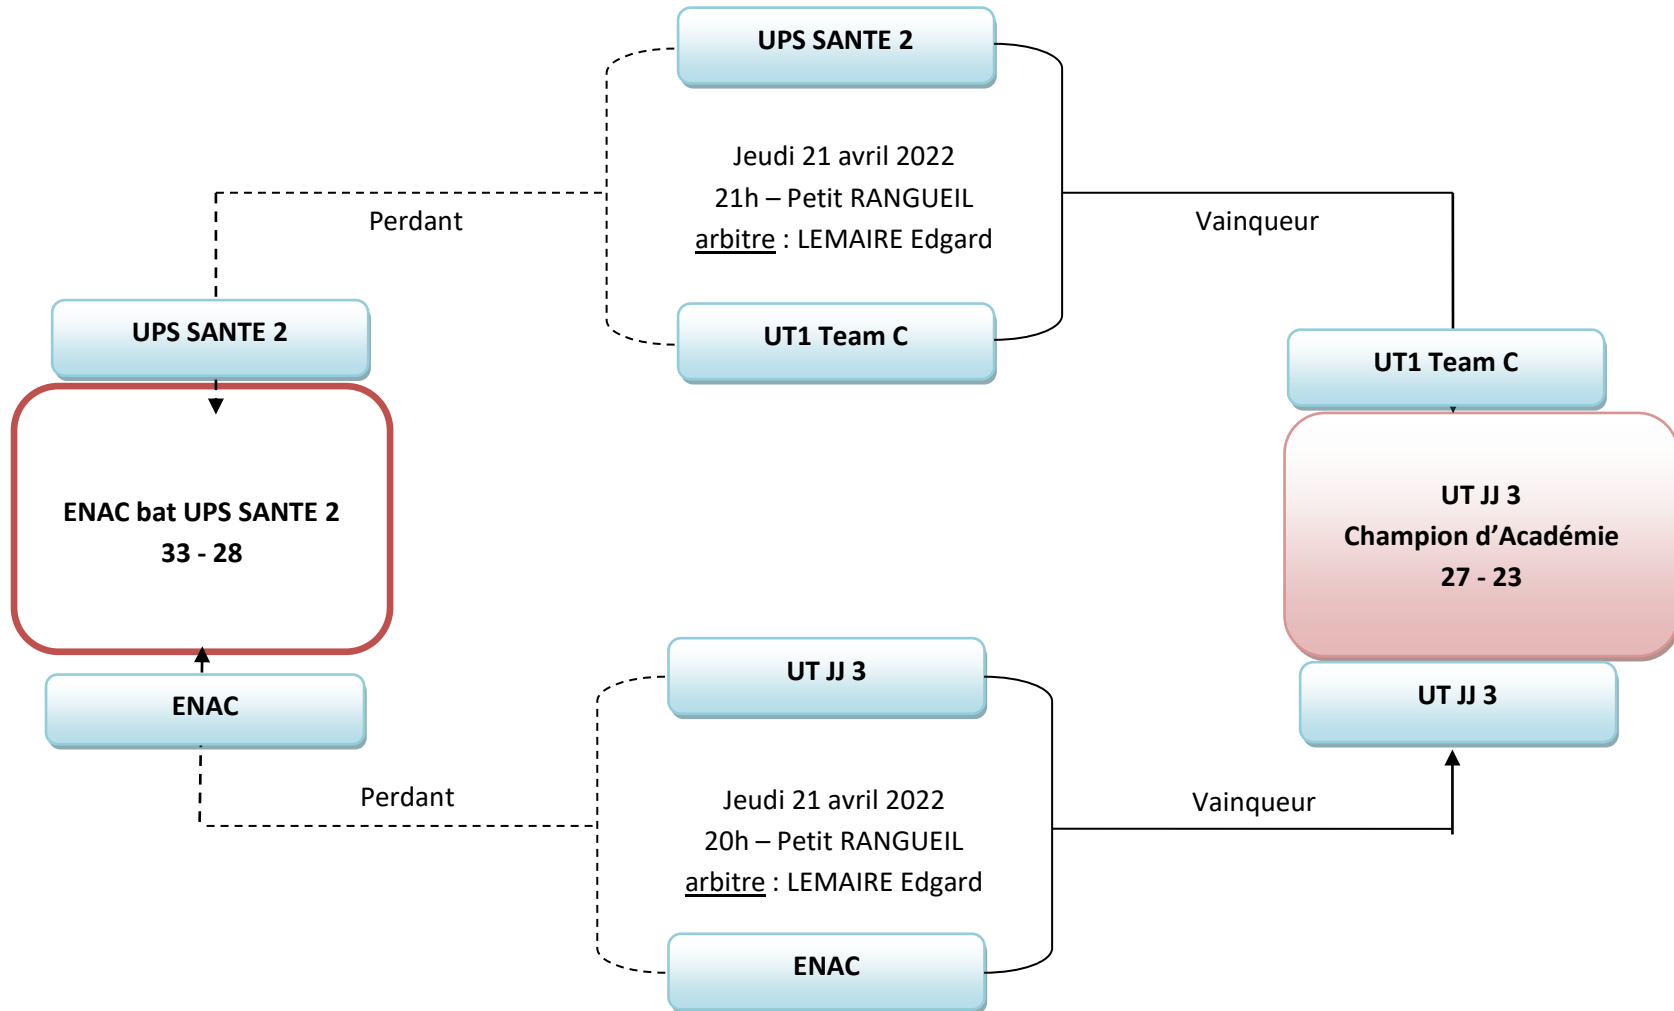 UPS SANTE 2
Jeudi 21 avril 2022
21h – Petit RANGUEIL
arbitre : LEMAIRE Edgard
Perdant
Vainqueur
UPS SANTE 2
UT1 Team C
UT1 Team C
ENAC bat UPS SANTE 2
33 - 28
UT JJ 3
Champion d’Académie
27 - 23
UT JJ 3
ENAC
UT JJ 3
Perdant
Jeudi 21 avril 2022
20h – Petit RANGUEIL
arbitre : LEMAIRE Edgard
Vainqueur
ENAC